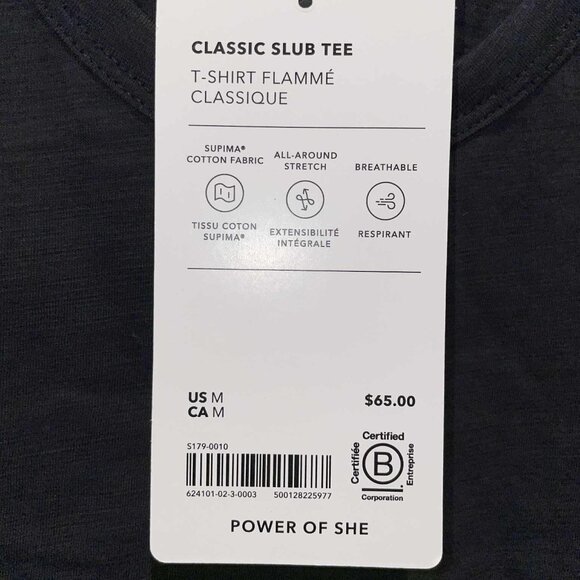 CLASSIC SLUB TEE
T-SHIRT FLAMMÉ
CLASSIQUE
SUPIMA®
COTTON FABRIC
ALL-AROUND
STRETCH
BREATHABLE
TISSU COTON
SUPIMA®
EXTENSIBILITÉ
INTÉGRALE
RESPIRANT
US M
CA M
$65.00
S179-0010
624101-02-3-0003 500128225977
Certified
Certifiée
B
Entreprise
Corporation
POWER OF SHE